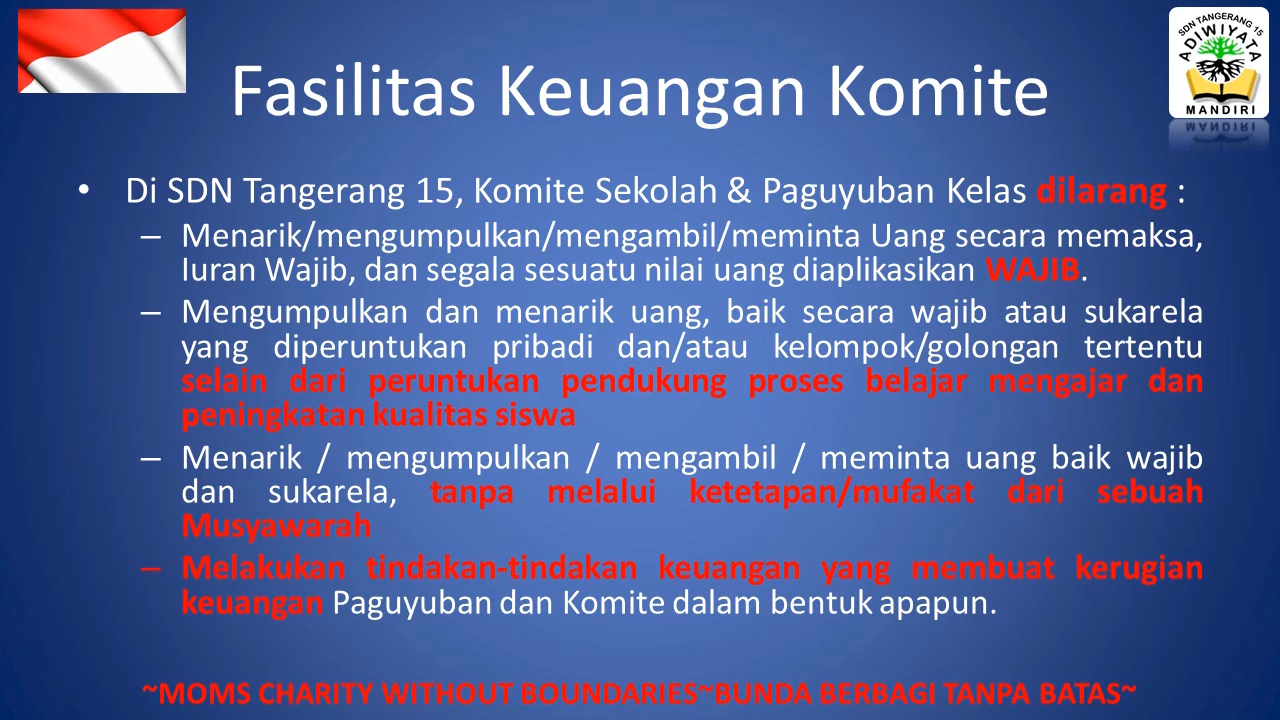 SDN TANGERANG 15
ADIWIYATA
MANDIRI
Fasilitas Keuangan Komite
• Di SDN Tangerang 15, Komite Sekolah & Paguyuban Kelas dilarang :
– Menarik/mengumpulkan/mengambil/meminta Uang secara memaksa,
Iuran Wajib, dan segala sesuatu nilai uang diaplikasikan WAJIB.
– Mengumpulkan dan menarik uang, baik secara wajib atau sukarela
yang diperuntukan pribadi dan/atau kelompok/golongan tertentu
selain dari peruntukan pendukung proses belajar mengajar dan
peningkatan kualitas siswa
– Menarik / mengumpulkan / mengambil / meminta uang baik wajib
dan sukarela, tanpa melalui ketetapan/mufakat dari sebuah
Musyawarah
– Melakukan tindakan-tindakan keuangan yang membuat kerugian
keuangan Paguyuban dan Komite dalam bentuk apapun.
~MOMS CHARITY WITHOUT BOUNDARIES~BUNDA BERBAGI TANPA BATAS~